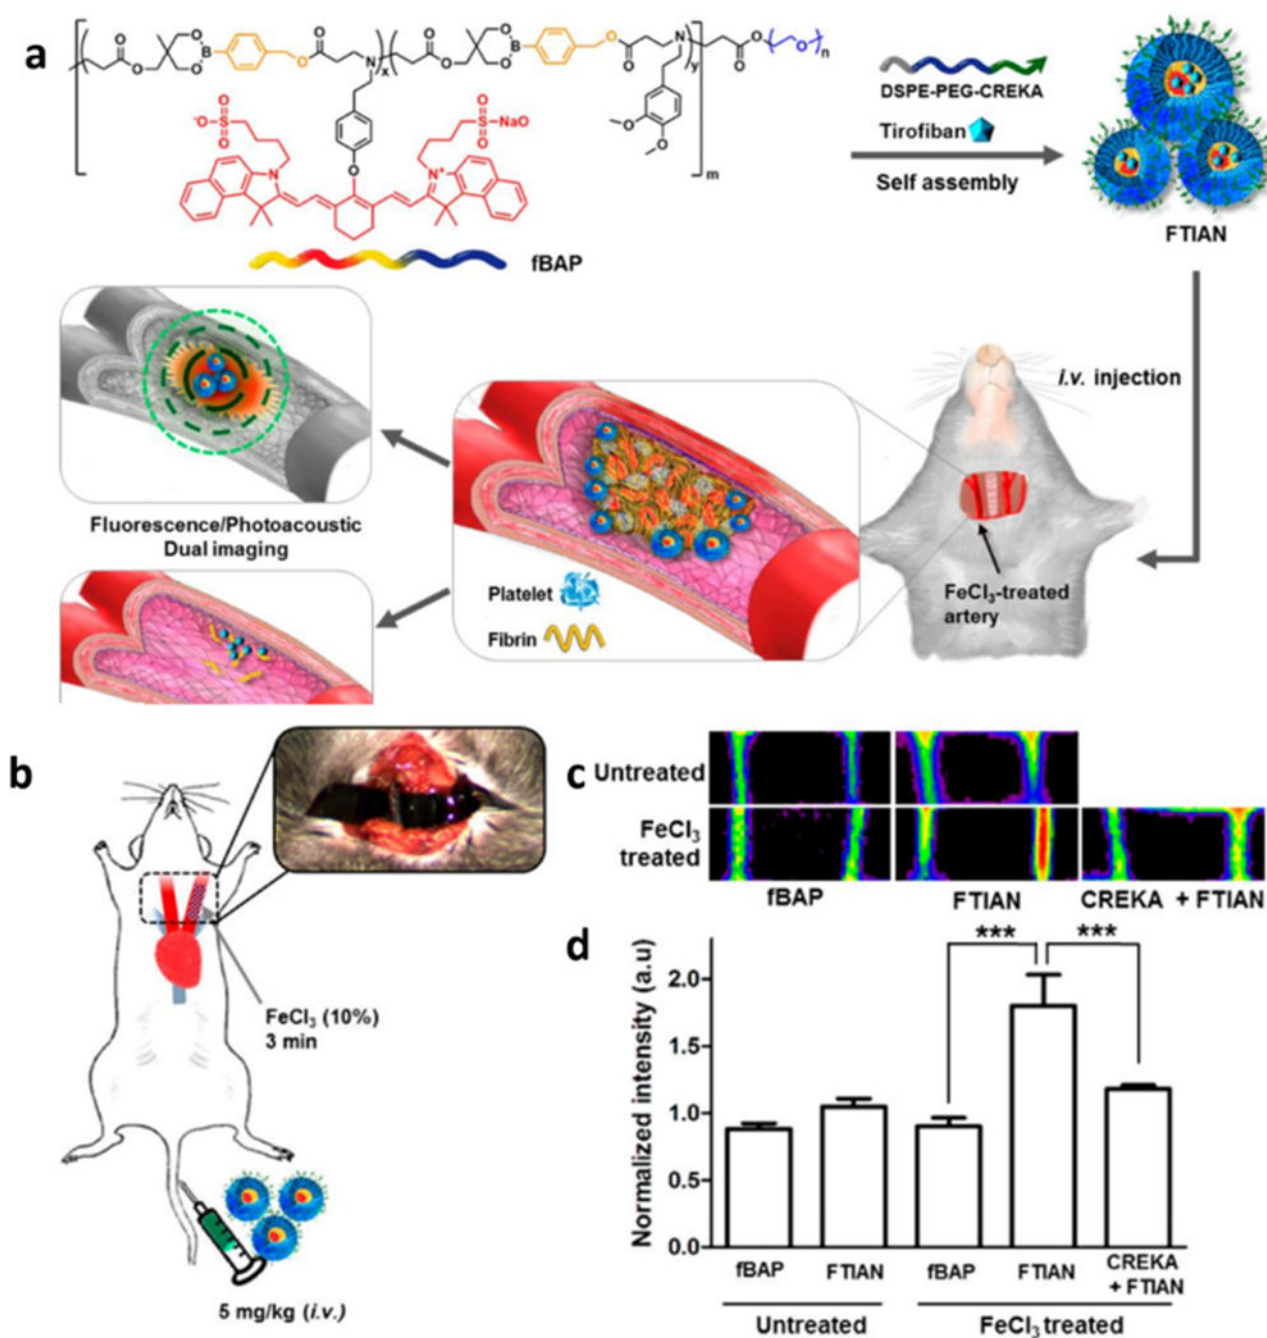 a
O
O
O
O
B
O
O
O
N
x
O
O
O
O
B
O
O
O
N
y
O
O
O
n
-O
S
O
O
O
O
S
NaO
O
O
O
O
N
N+
m
fBAP
DSPE-PEG-CREKA
Tirofiban
Self assembly
FTIAN
i.v. injection
Fluorescence/Photoacoustic
Dual imaging
Platelet
Fibrin
FeCl3-treated
artery
b
FeCl3 (10%)
3 min
5 mg/kg (i.v.)
c
Untreated
FeCl3
treated
fBAP
FTIAN
CREKA + FTIAN
d
***
***
Normalized intensity (a.u)
2.0
1.5
1.0
0.5
0.0
fBAP
FTIAN
fBAP
FTIAN
CREKA
+ FTIAN
Untreated
FeCl3 treated